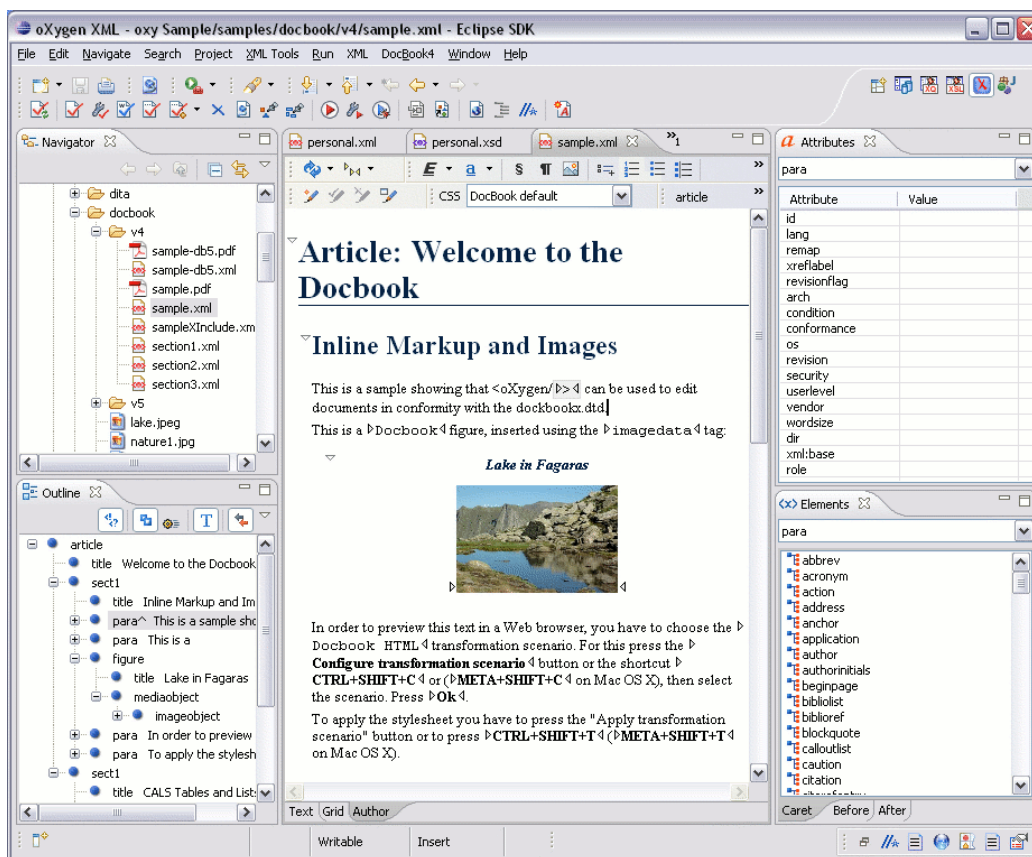 oXygen XML - oxy Sample/samples/docbook/v4/sample.xml - Eclipse SDK
File Edit Navigate Search Project XML Tools Run XML DocBook4 Window Help
Navigator
dita
docbook
v4
sample-db5.pdf
sample-db5.xml
sample.pdf
sample.xml
sampleXInclude.xm
section1.xml
section2.xml
section3.xml
v5
lake.jpeg
nature1.jpg
Outline
article
title Welcome to the Docbook
sect1
title Inline Markup and Im
para^ This is a sample sho
para This is a
figure
title Lake in Fagaras
mediaobject
imageobject
para In order to preview
para To apply the stylesh
sect1
title CALS Tables and List:
personal.xml personal.xsd sample.xml »1
E a § ¶ »
CSS DocBook default article »
Article: Welcome to the
Docbook
Inline Markup and Images
This is a sample showing that <oXygen/> can be used to edit
documents in conformity with the dockbookx.dtd.
This is a Docbook figure, inserted using the imagedata tag:
Lake in Fagaras
In order to preview this text in a Web browser, you have to choose the
Docbook HTML transformation scenario. For this press the
Configure transformation scenario button or the shortcut
CTRL+SHIFT+C or (META+SHIFT+C on Mac OS X), then select
the scenario. Press Ok.
To apply the stylesheet you have to press the "Apply transformation
scenario" button or to press CTRL+SHIFT+T (META+SHIFT+T
on Mac OS X).
Text Grid Author
Attributes
para
Attribute Value
id
lang
remap
xreflabel
revisionflag
arch
condition
conformance
os
revision
security
userlevel
vendor
wordsize
dir
xml:base
role
Elements
para
abbrev
acronym
action
address
anchor
application
author
authorinitials
beginpage
bibliolist
biblioref
blockquote
calloutlist
caution
citation
Caret Before After
Writable Insert